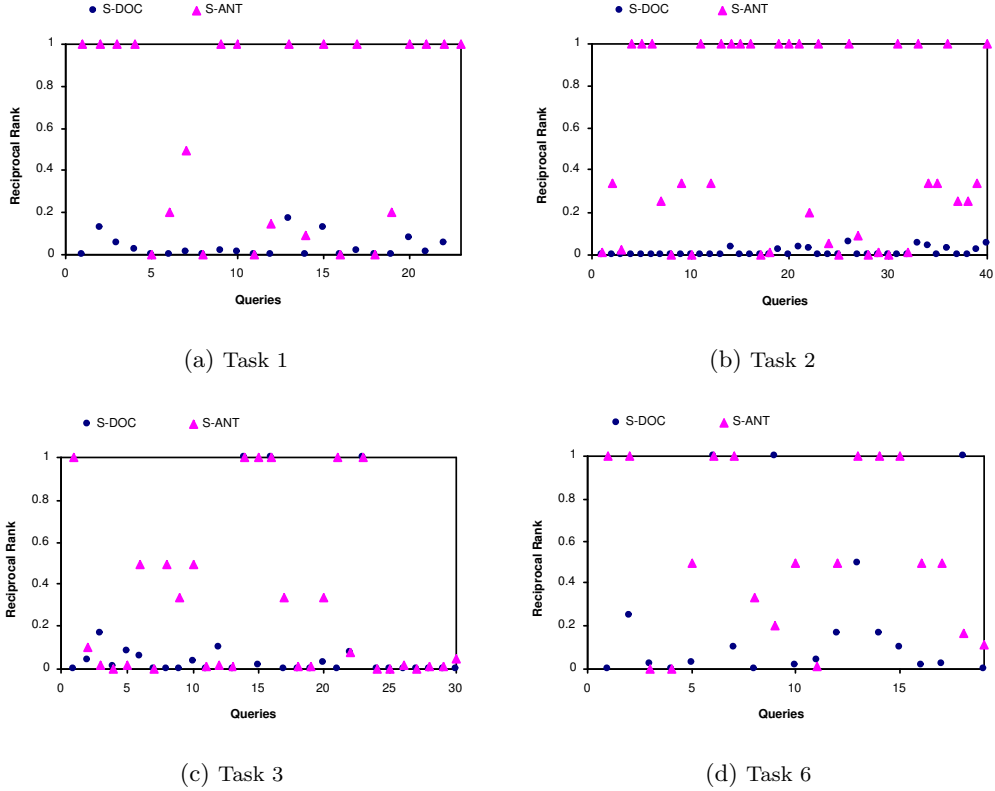 S-DOC S-ANT
1
0.8
0.6
0.4
0.2
0
0 5 10 15 20
Reciprocal Rank
Queries
(a) Task 1
S-DOC S-ANT
1
0.8
0.6
0.4
0.2
0
0 10 20 30 40
Reciprocal Rank
Queries
(b) Task 2
S-DOC S-ANT
1
0.8
0.6
0.4
0.2
0
0 5 10 15 20 25 30
Reciprocal Rank
Queries
(c) Task 3
S-DOC S-ANT
1
0.8
0.6
0.4
0.2
0
0 5 10 15
Reciprocal Rank
Queries
(d) Task 6